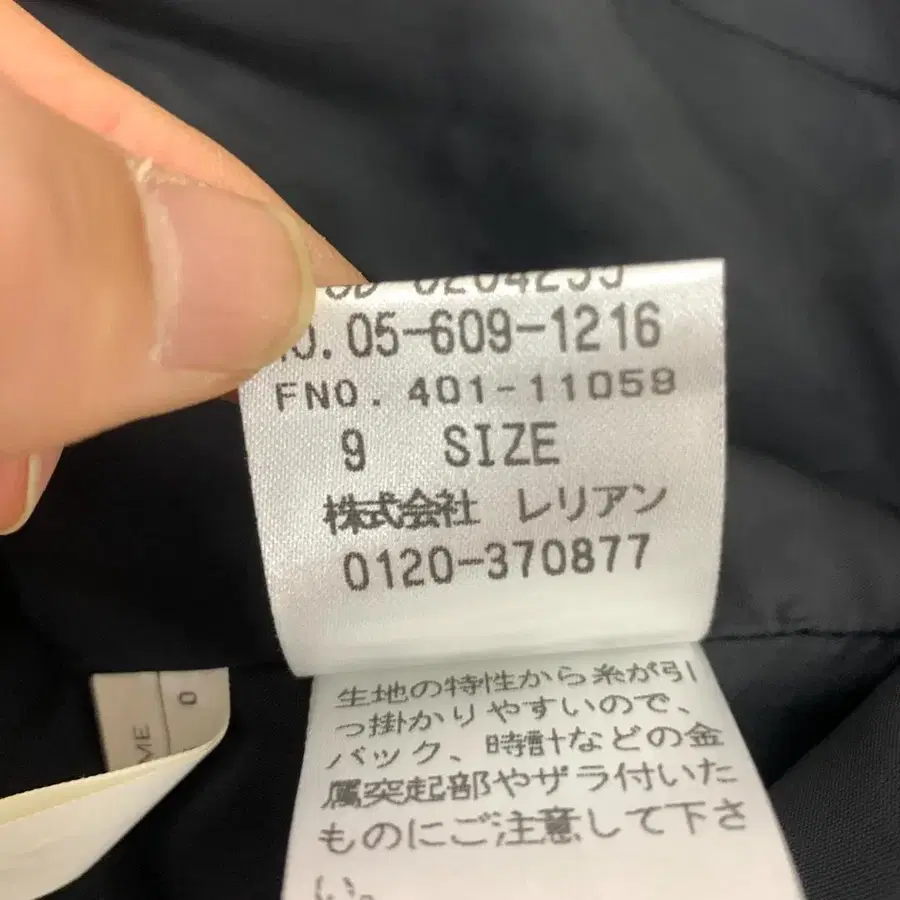 0204255
.05-609-1216
FNO. 401-11058
9 SIZE
株式会社 レリアン
0120-370877
生地の特性から糸が引
っ掛かりやすいので、
バック、時計などの金
属突起部やザラ付いた
ものにご注意して下さ
い。
ME
0